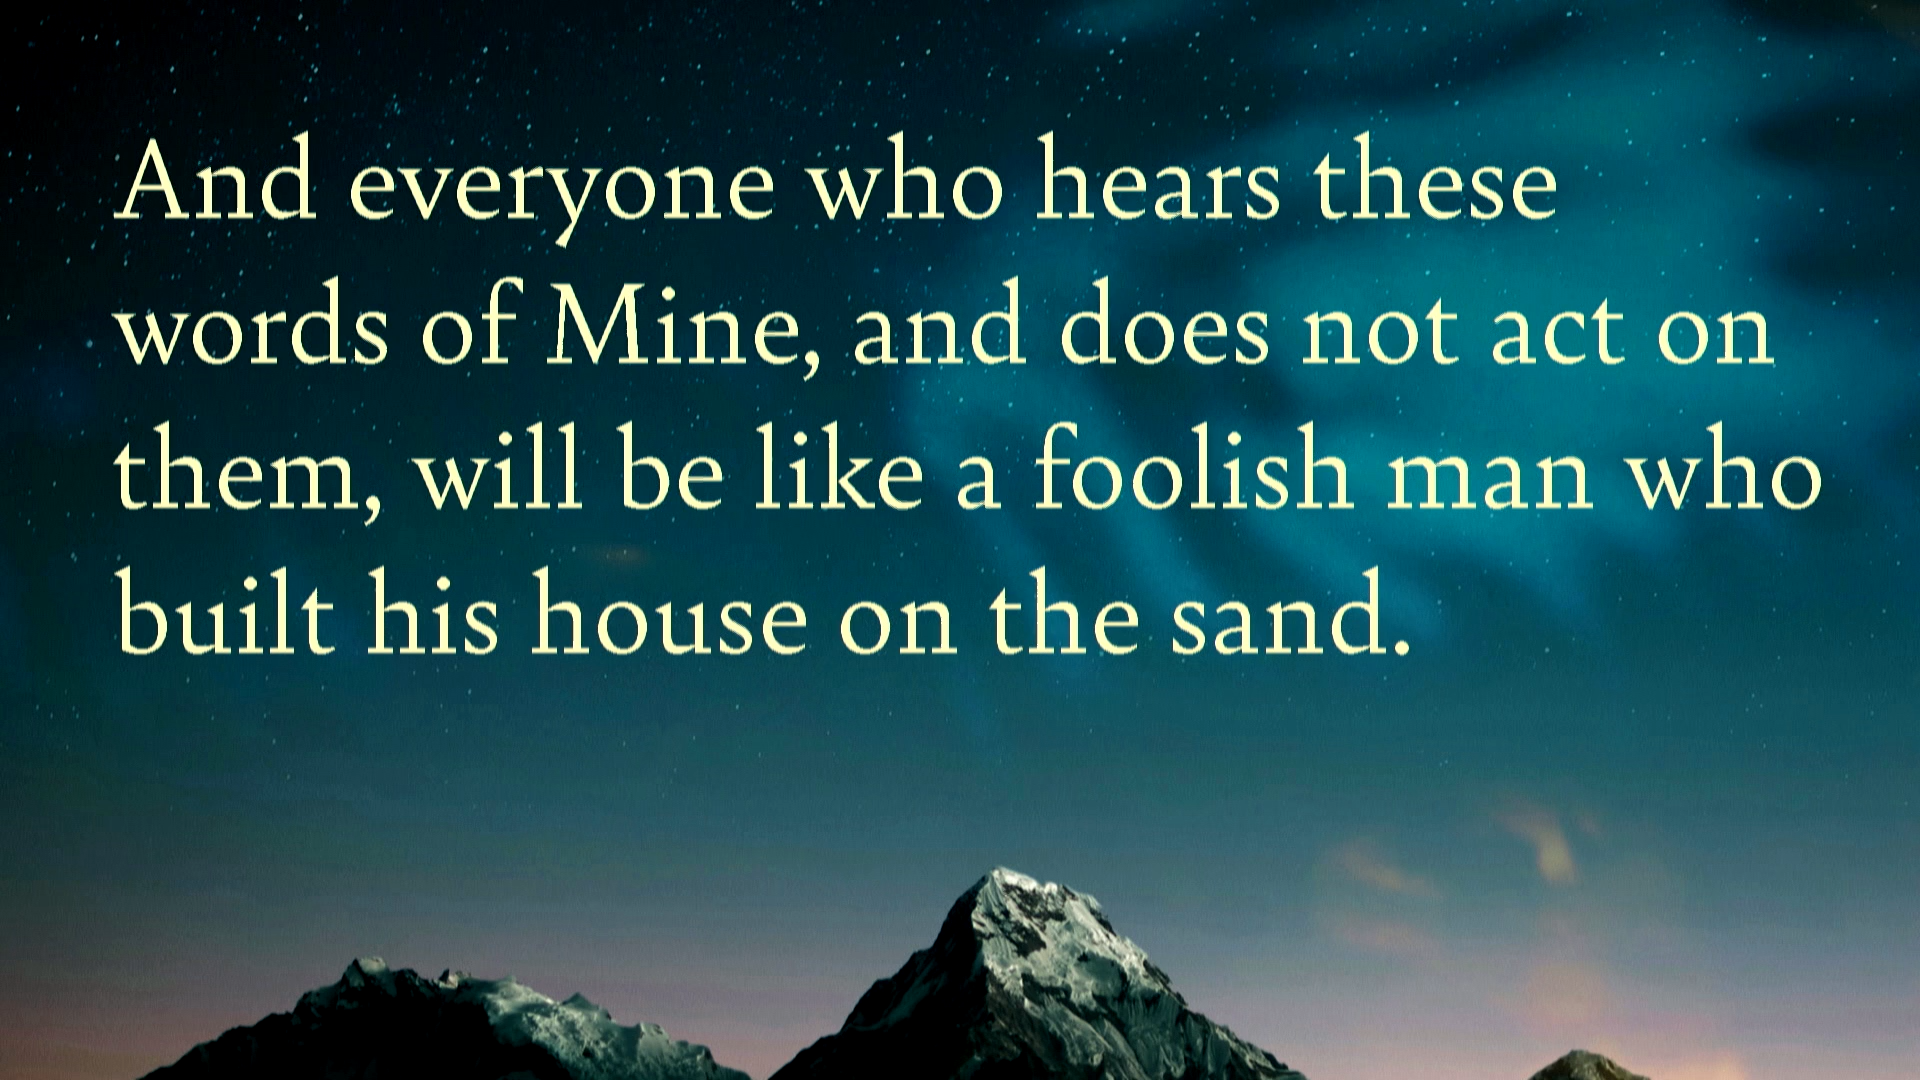 And everyone who hears these
words of Mine, and does not act on
them, will be like a foolish man who
built his house on the sand.